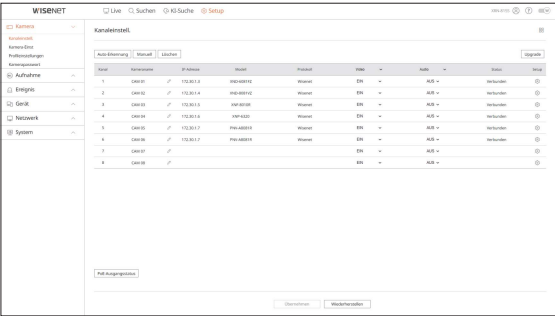 WISENET
Live Suchen KI-Suche Setup
Kamera
Kanaleinstell.
Kamera-Einst
Profileinstellungen
Kamerapasswort
Aufnahme
Ereignis
Gerät
Netzwerk
System
Kanaleinstell.
Auto-Erkennung Manuell Löschen Upgrade
Kanal Kameraname IP-Adresse Modell Protokoll Video Audio Status Setup
1 CAM 01 172.30.1.3 Wisenet EIN AUS Verbunden
2 CAM 02 172.30.1.4 Wisenet EIN AUS Verbunden
3 CAM 03 172.30.1.5 Wisenet EIN AUS Verbunden
4 CAM 04 172.30.1.6 Wisenet EIN AUS Verbunden
5 CAM 05 172.30.1.7 Wisenet EIN AUS Verbunden
6 CAM 06 172.30.1.7 Wisenet EIN AUS Verbunden
7 CAM 07 EIN AUS
8 CAM 08 EIN AUS
PoE-Ausgangsstatus
Übernehmen Wiederherstellen